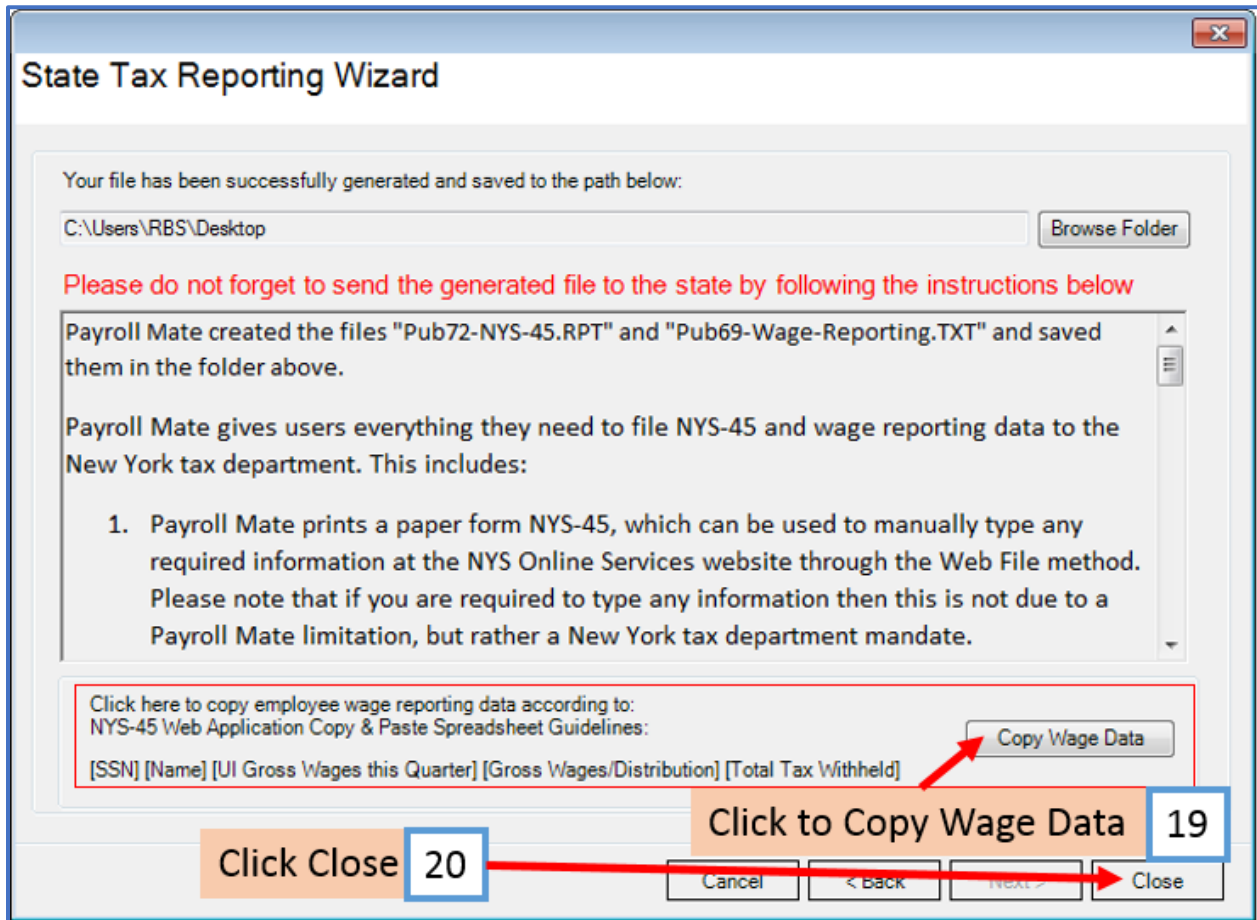 State Tax Reporting Wizard
Your file has been successfully generated and saved to the path below:
C:\Users\RBS\Desktop
Browse Folder
Please do not forget to send the generated file to the state by following the instructions below
Payroll Mate created the files "Pub72-NYS-45.RPT" and "Pub69-Wage-Reporting.TXT" and saved
them in the folder above.
Payroll Mate gives users everything they need to file NYS-45 and wage reporting data to the
New York tax department. This includes:
1. Payroll Mate prints a paper form NYS-45, which can be used to manually type any
required information at the NYS Online Services website through the Web File method.
Please note that if you are required to type any information then this is not due to a
Payroll Mate limitation, but rather a New York tax department mandate.
Click here to copy employee wage reporting data according to:
NYS-45 Web Application Copy & Paste Spreadsheet Guidelines:
Copy Wage Data
[SSN] [Name] [UI Gross Wages this Quarter] [Gross Wages/Distribution] [Total Tax Withheld]
Click to Copy Wage Data 19
Click Close 20
Cancel
< Back
Next >
Close